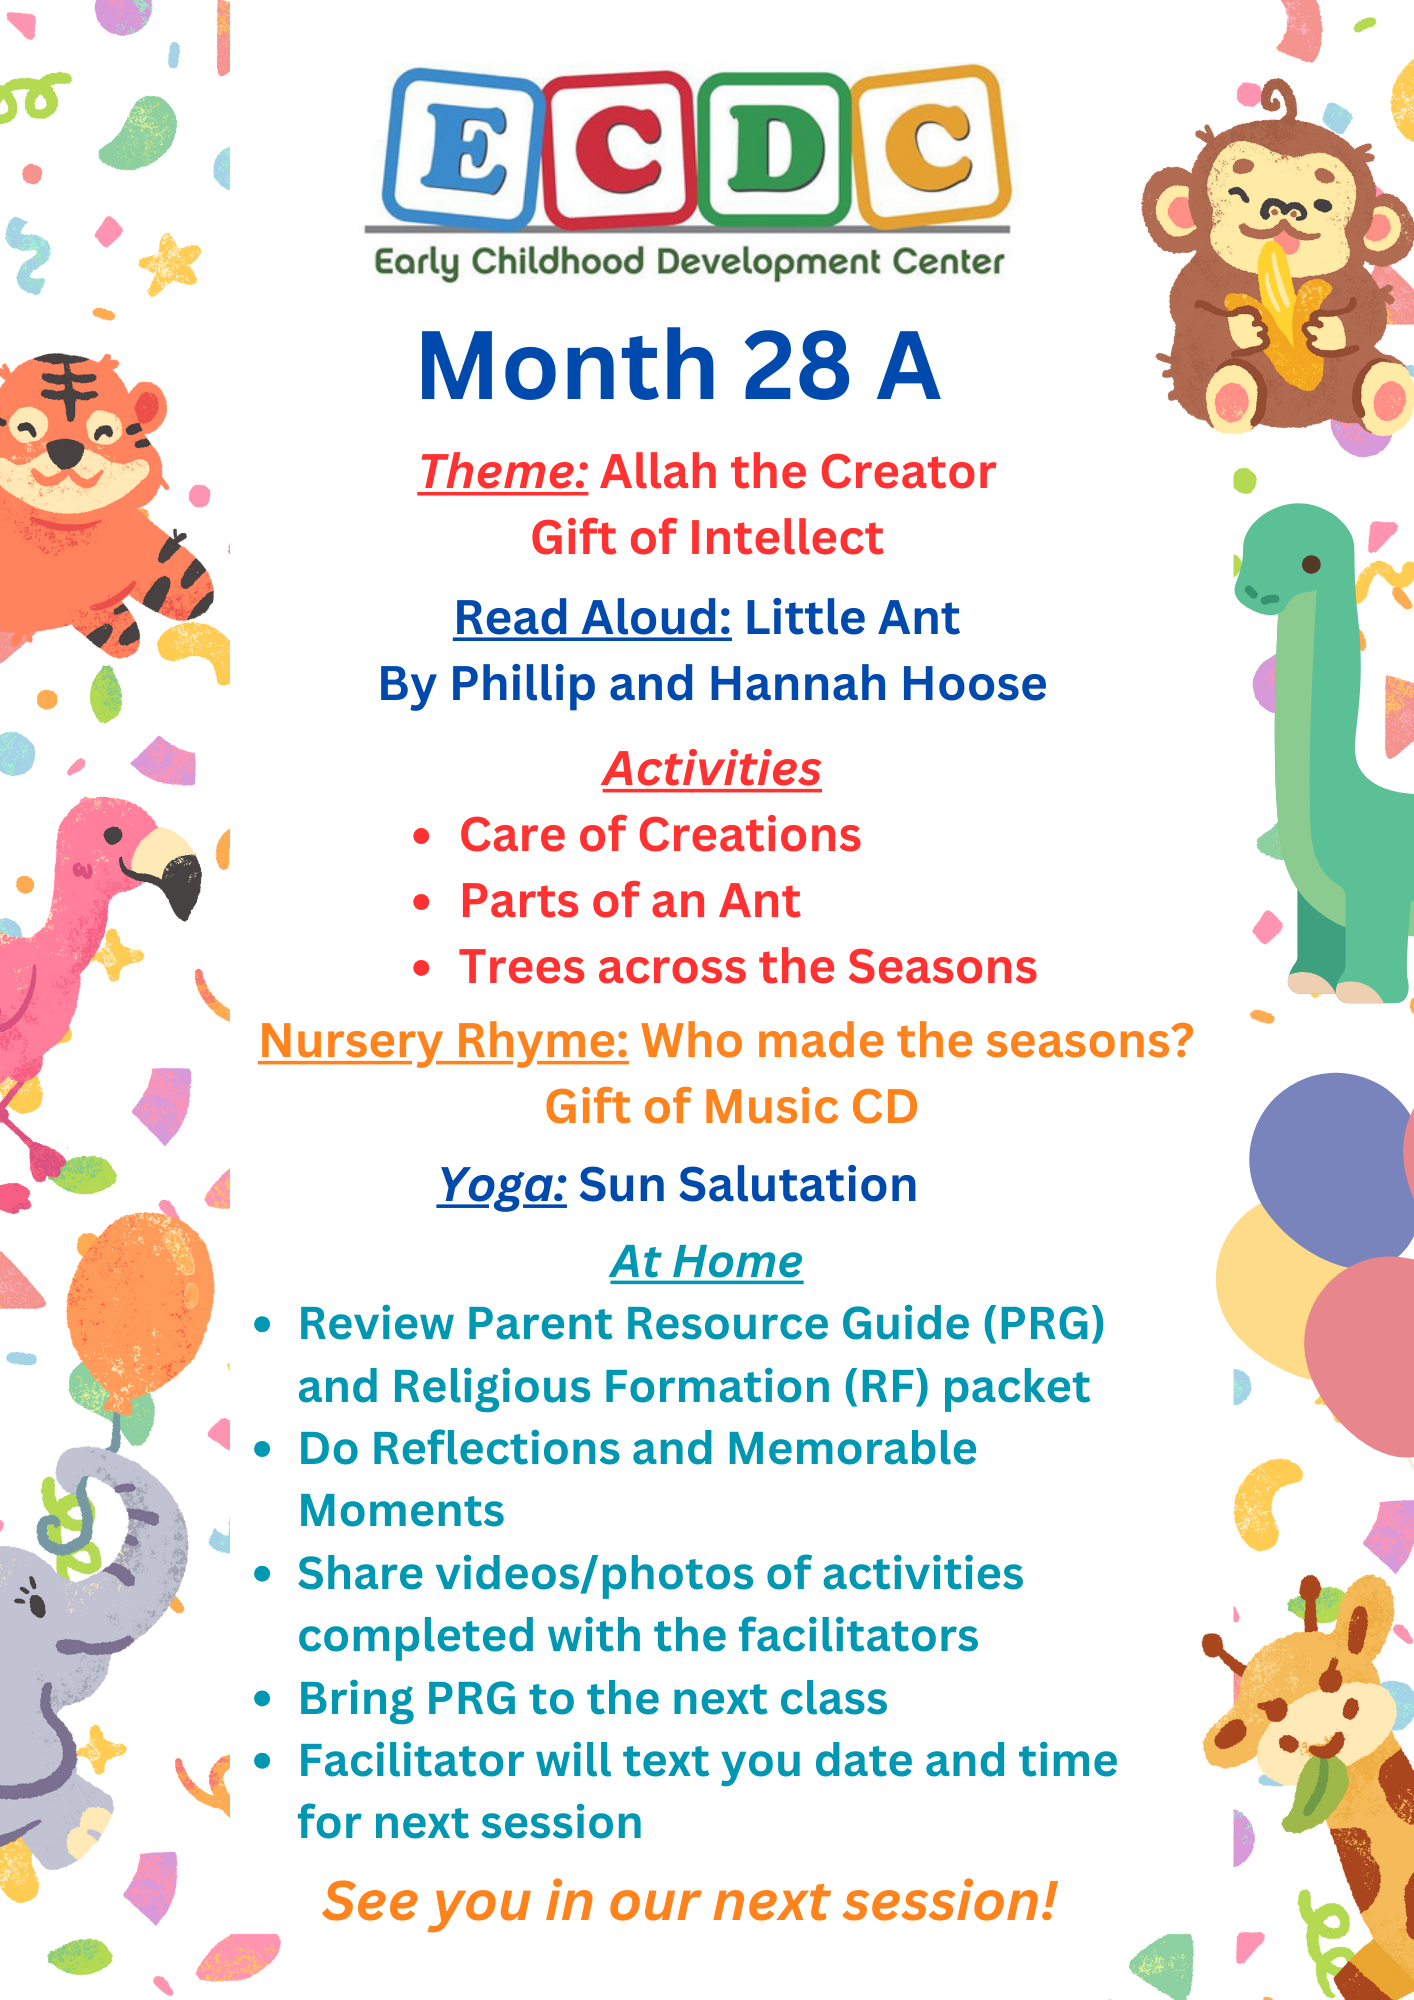 E C D C
Early Childhood Development Center
Month 28 A
Theme: Allah the Creator
Gift of Intellect
Read Aloud: Little Ant
By Phillip and Hannah Hoose
Activities
• Care of Creations
• Parts of an Ant
• Trees across the Seasons
Nursery Rhyme: Who made the seasons?
Gift of Music CD
Yoga: Sun Salutation
At Home
• Review Parent Resource Guide (PRG)
and Religious Formation (RF) packet
• Do Reflections and Memorable
Moments
• Share videos/photos of activities
completed with the facilitators
• Bring PRG to the next class
• Facilitator will text you date and time
for next session
See you in our next session!